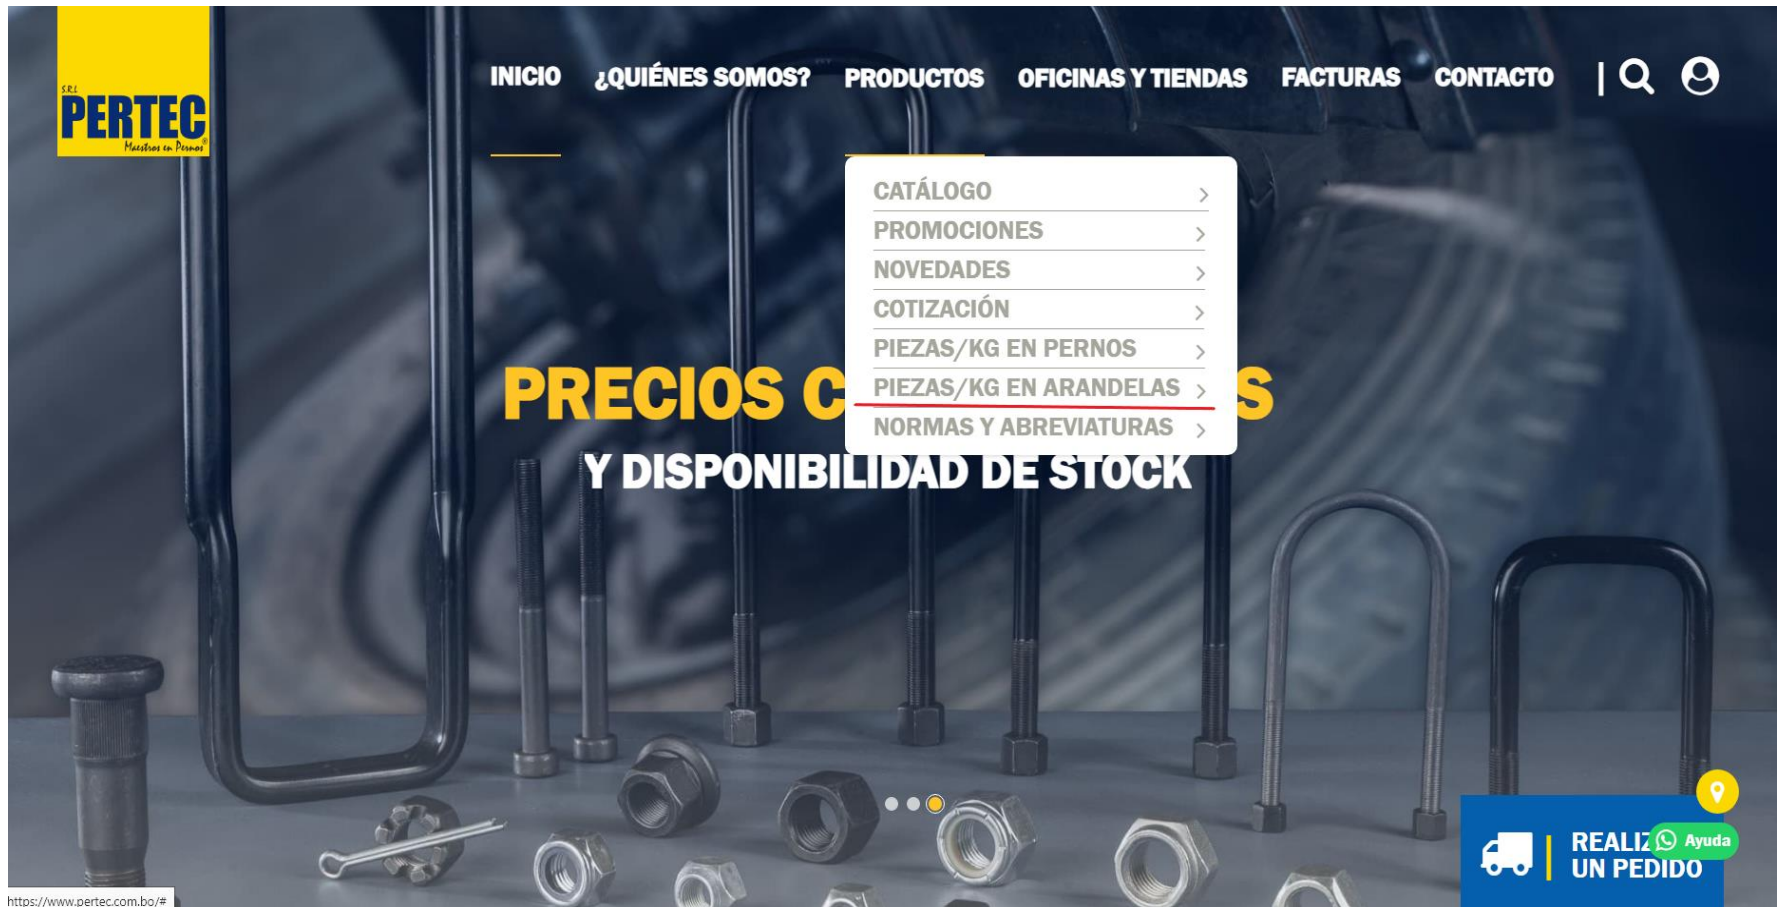 S.R.L
PERTEC
Maestros en Pernos
INICIO
¿QUIÉNES SOMOS?
PRODUCTOS
OFICINAS Y TIENDAS
FACTURAS
CONTACTO
CATÁLOGO
PROMOCIONES
NOVEDADES
COTIZACIÓN
PIEZAS/KG EN PERNOS
PIEZAS/KG EN ARANDELAS
NORMAS Y ABREVIATURAS
PRECIOS
Y DISPONIBILIDAD DE STOCK
REALIZ
UN PEDIDO
Ayuda
https://www.pertec.com.bo/#